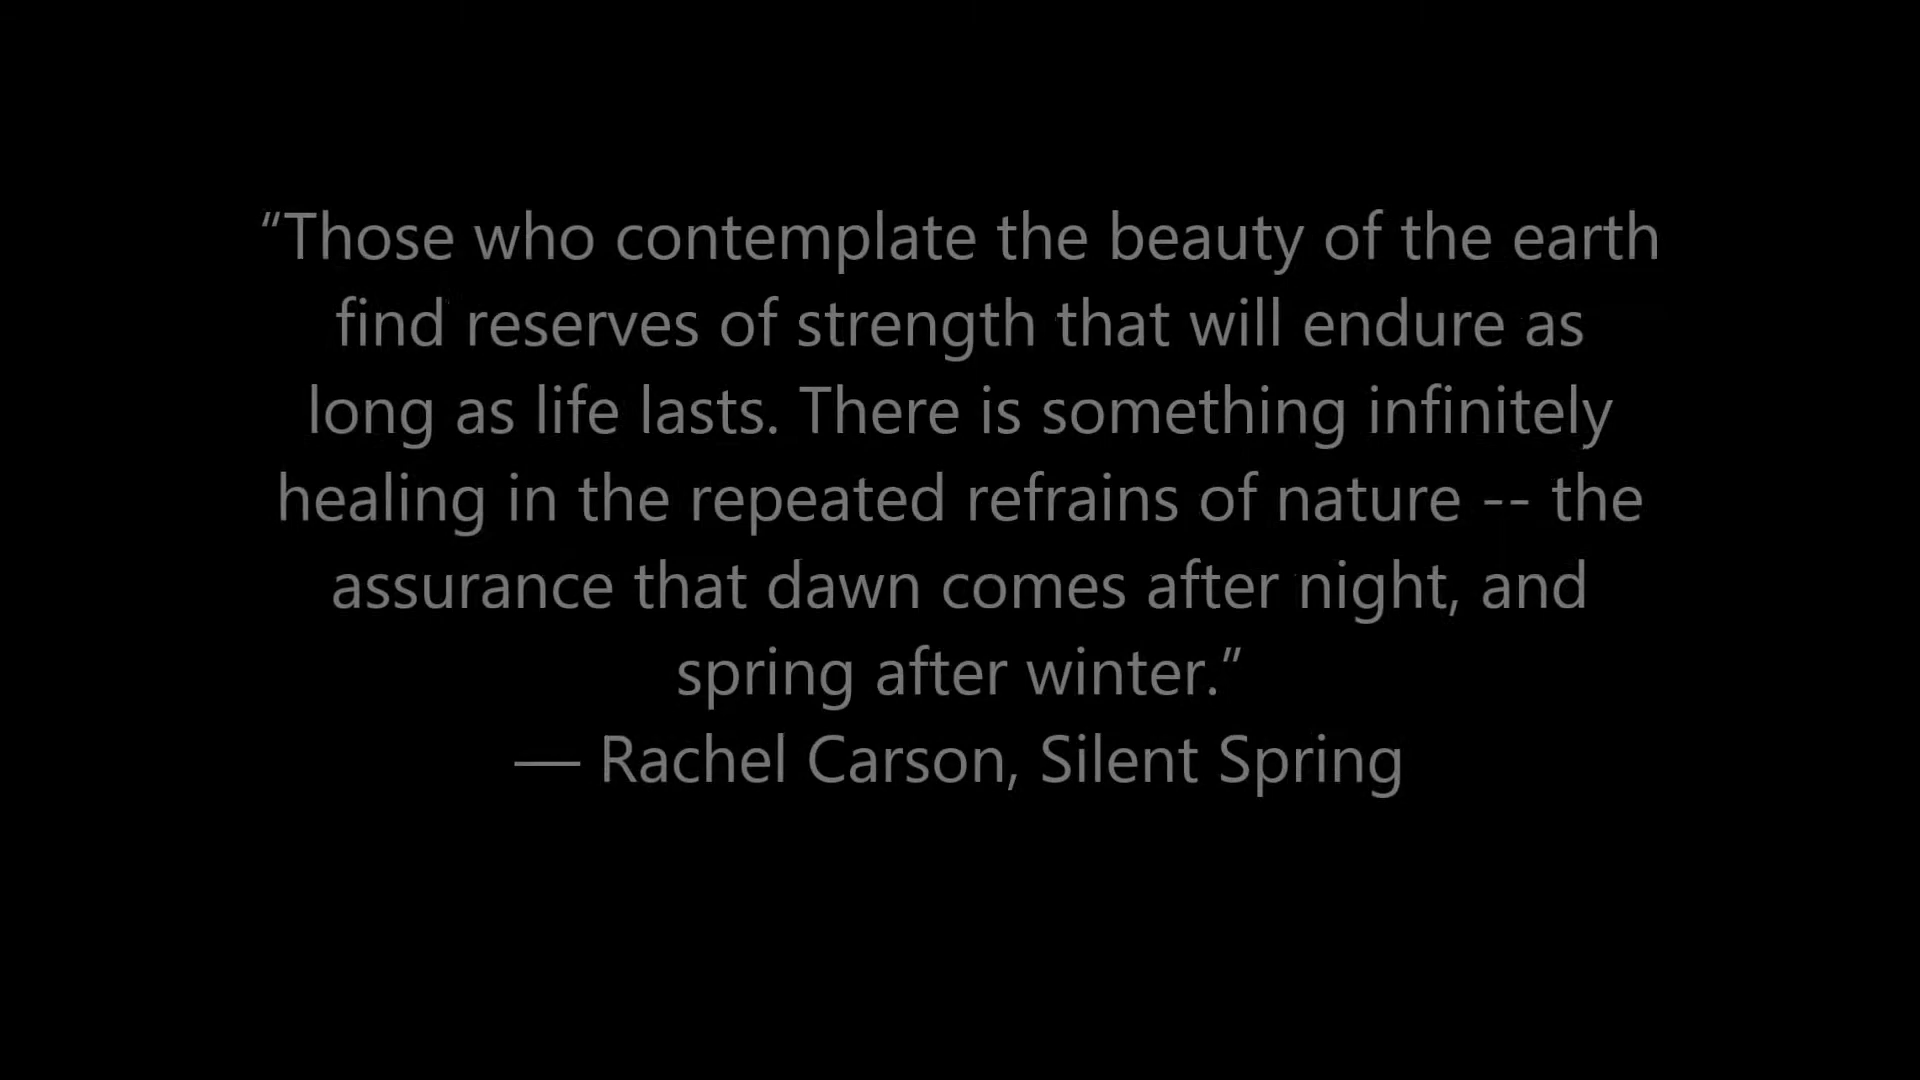 “Those who contemplate the beauty of the earth
find reserves of strength that will endure as
long as life lasts. There is something infinitely
healing in the repeated refrains of nature -- the
assurance that dawn comes after night, and
spring after winter.”
— Rachel Carson, Silent Spring